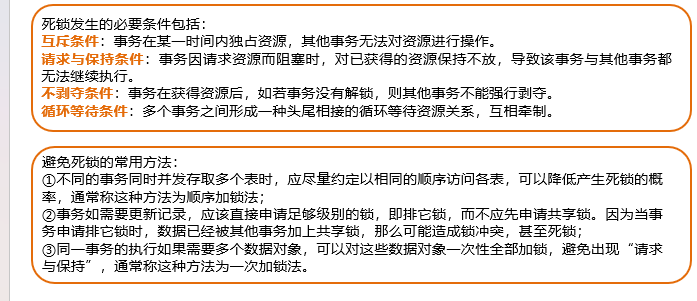 死锁发生的必要条件包括：
互斥条件：事务在某一时间内独占资源，其他事务无法对资源进行操作。
请求与保持条件：事务因请求资源而阻塞时，对已获得的资源保持不放，导致该事务与其他事务都
无法继续执行。
不剥夺条件：事务在获得资源后，如若事务没有解锁，则其他事务不能强行剥夺。
循环等待条件：多个事务之间形成一种头尾相接的循环等待资源关系，互相牵制。
避免死锁的常用方法：
①不同的事务同时并发存取多个表时，应尽量约定以相同的顺序访问各表，可以降低产生死锁的概
率，通常称这种方法为顺序加锁法；
②事务如需要更新记录，应该直接申请足够级别的锁，即排它锁，而不应先申请共享锁。因为当事
务申请排它锁时，数据已经被其他事务加上共享锁，那么可能造成锁冲突，甚至死锁；
③同一事务的执行如果需要多个数据对象，可以对这些数据对象一次性全部加锁，避免出现“请求
与保持”，通常称这种方法为一次加锁法。